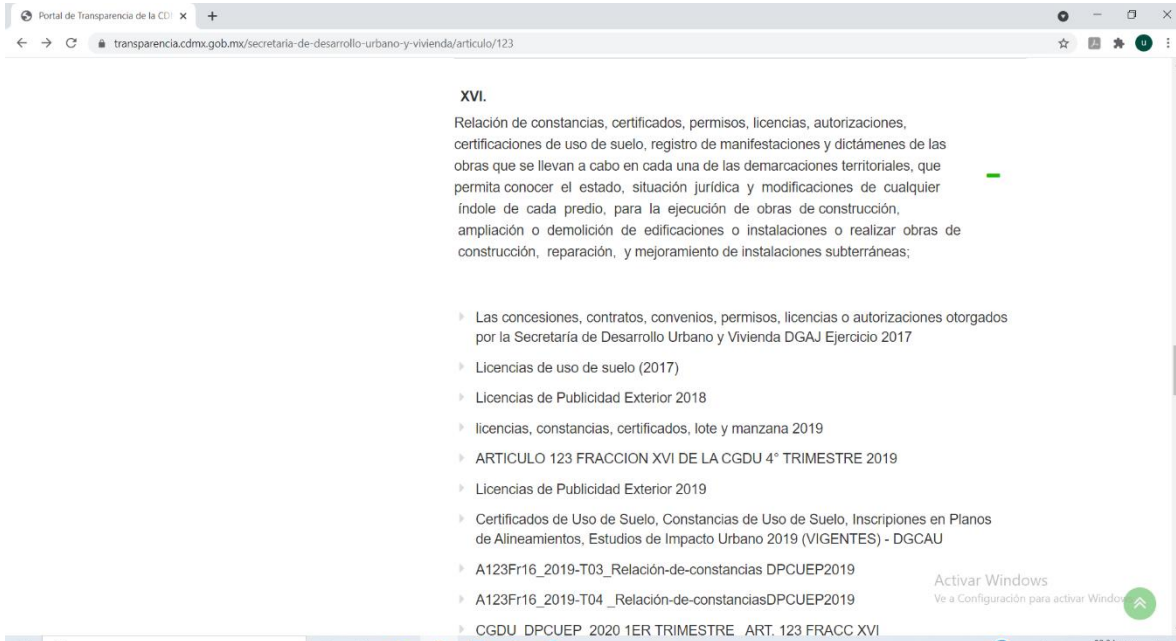 Portal de Transparencia de la CD
transparencia.cdmx.gob.mx/secretaria-de-desarrollo-urbano-y-vivienda/articulo/123
XVI.
Relación de constancias, certificados, permisos, licencias, autorizaciones,
certificaciones de uso de suelo, registro de manifestaciones y dictámenes de las
obras que se llevan a cabo en cada una de las demarcaciones territoriales, que
permita conocer el estado, situación jurídica y modificaciones de cualquier
índole de cada predio, para la ejecución de obras de construcción,
ampliación o demolición de edificaciones o instalaciones o realizar obras de
construcción, reparación, y mejoramiento de instalaciones subterráneas;
Las concesiones, contratos, convenios, permisos, licencias o autorizaciones otorgados
por la Secretaría de Desarrollo Urbano y Vivienda DGAJ Ejercicio 2017
Licencias de uso de suelo (2017)
Licencias de Publicidad Exterior 2018
licencias, constancias, certificados, lote y manzana 2019
ARTICULO 123 FRACCION XVI DE LA CGDU 4° TRIMESTRE 2019
Licencias de Publicidad Exterior 2019
Certificados de Uso de Suelo, Constancias de Uso de Suelo, Inscripiones en Planos
de Alineamientos, Estudios de Impacto Urbano 2019 (VIGENTES) - DGCAU
A123Fr16_2019-T03_Relación-de-constancias DPCUEP2019
A123Fr16_2019-T04 _Relación-de-constanciasDPCUEP2019
CGDU_DPCUEP_2020 1ER TRIMESTRE_ ART. 123 FRACC XVI
Activar Windows
Ve a Configuración para activar Windows